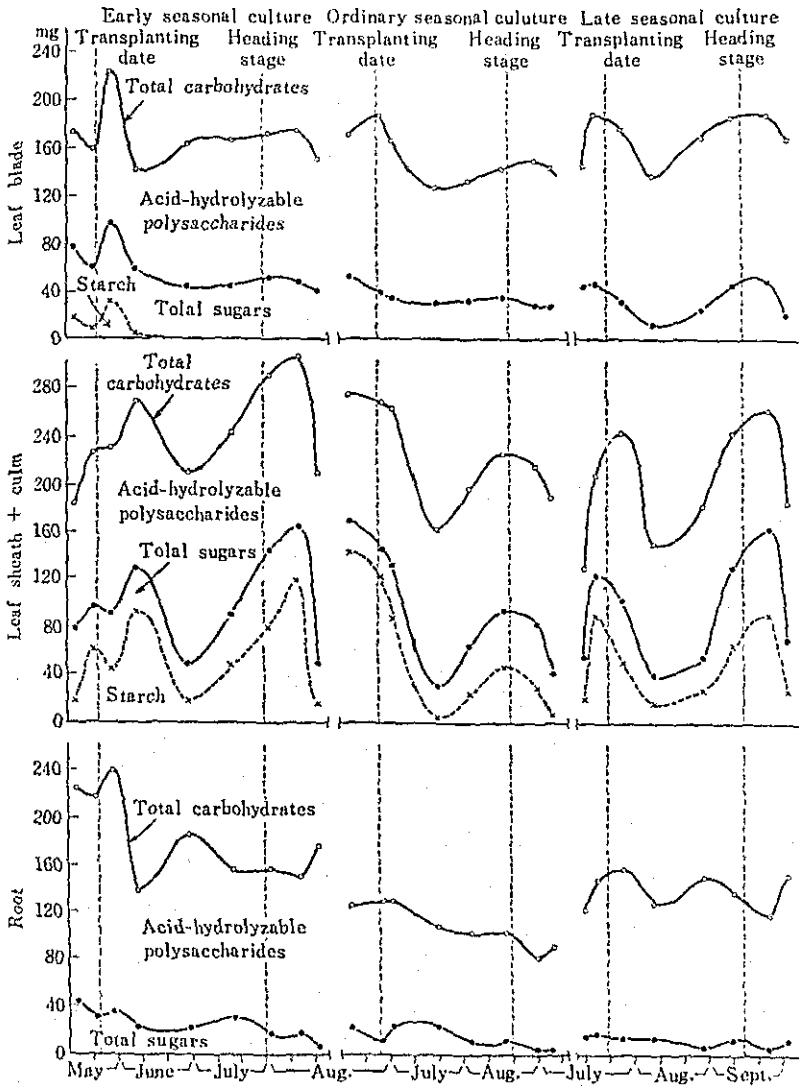 Early seasonal culture Ordinary seasonal culuture Late seasonal culture
mg Transplanting date Heading stage Transplanting date Heading stage Transplanting date Heading stage
240
200
160
120
80
40
0
Leaf blade
Total carbohydrates
Acid-hydrolyzable
polysaccharides
Starch
Tolal sugars
280
240
200
160
120
80
40
0
Leaf sheath + culm
Total
carbohydrates
Acid-hydrolyzable
polysaccharides
Tolal sugars
Starch
240
200
160
120
80
40
0
Root
Total carbohydrates
Acid-hydrolyzable
polysaccharides
Total sugars
May June July Aug. July Aug. July Aug. Sept.